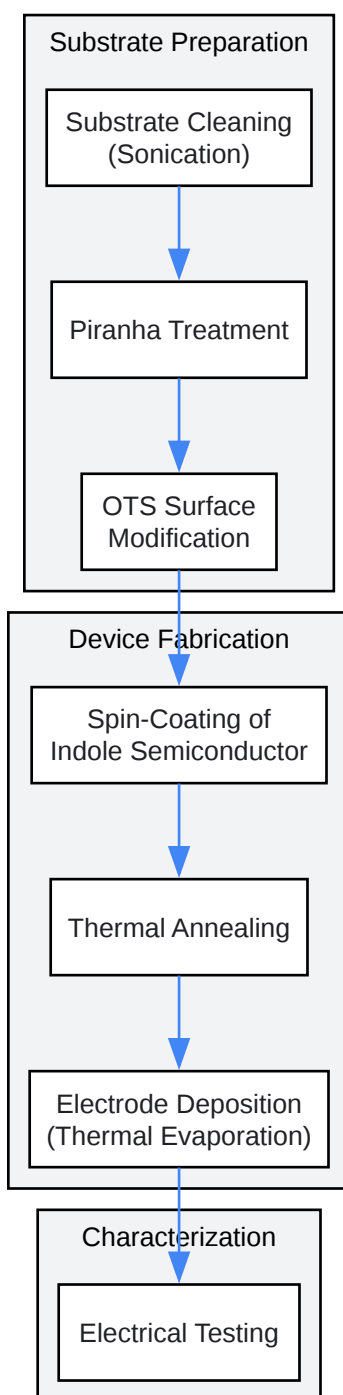 Substrate Preparation
Substrate Cleaning
(Sonication)
Piranha Treatment
OTS Surface
Modification
Device Fabrication
Spin-Coating of
Indole Semiconductor
Thermal Annealing
Electrode Deposition
(Thermal Evaporation)
Characterization
Electrical Testing